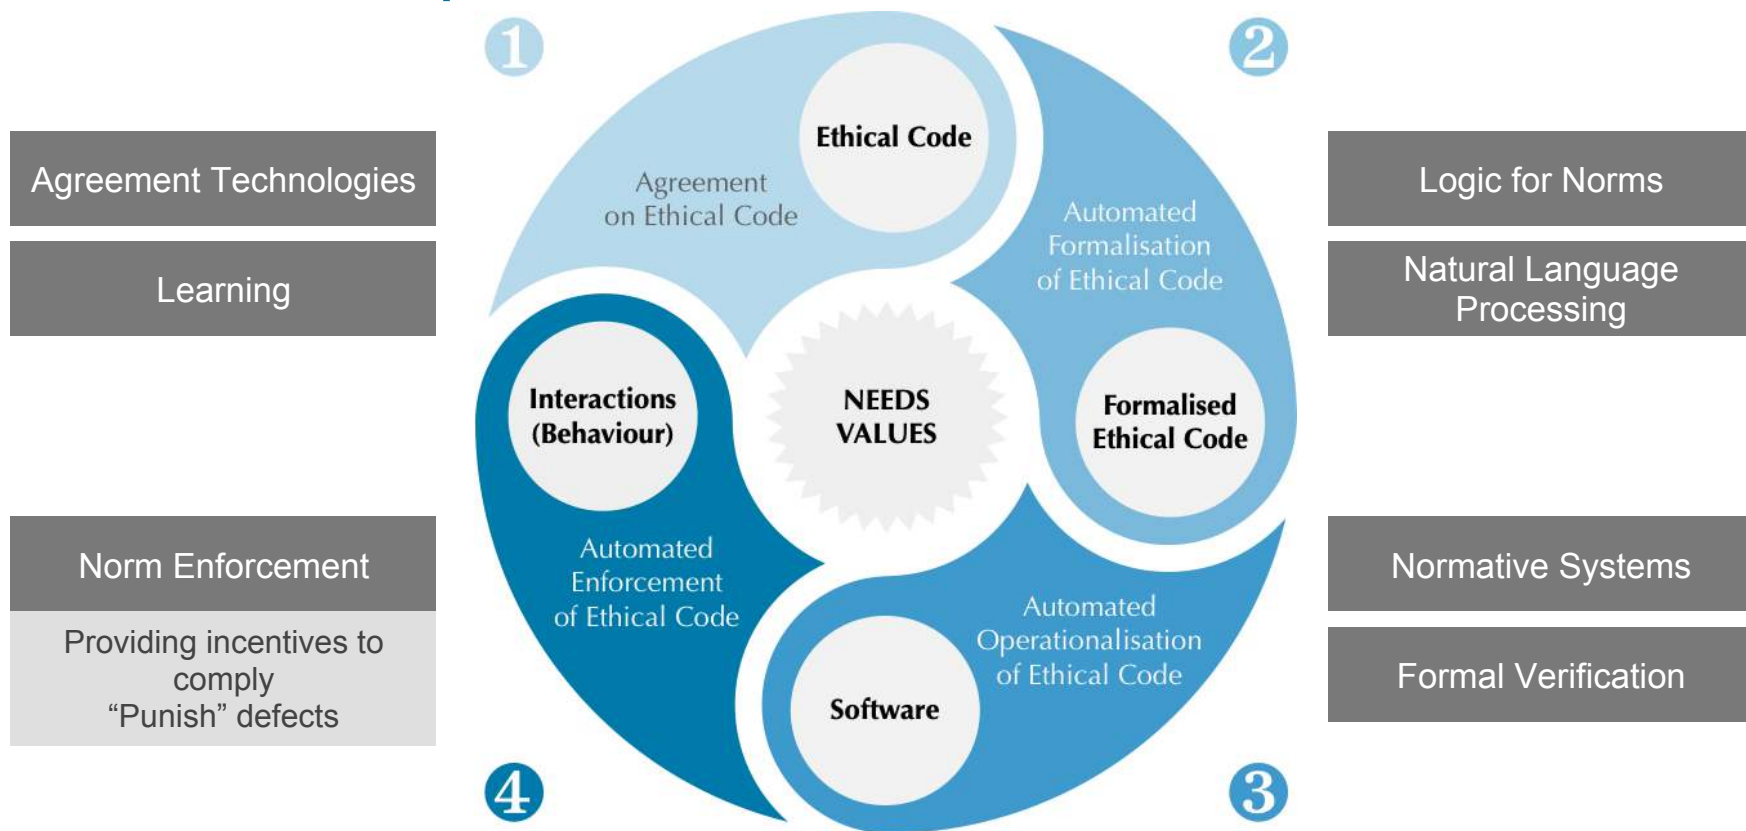 1
2
Ethical Code
Agreement
on Ethical Code
Agreement Technologies
Learning
Automated
Formalisation
of Ethical Code
Logic for Norms
Natural Language
Processing
Interactions
(Behaviour)
NEEDS
VALUES
Formalised
Ethical Code
Norm Enforcement
Providing incentives to
comply
“Punish” defects
Automated
Enforcement
of Ethical Code
Automated
Operationalisation
of Ethical Code
Software
Normative Systems
Formal Verification
4
3